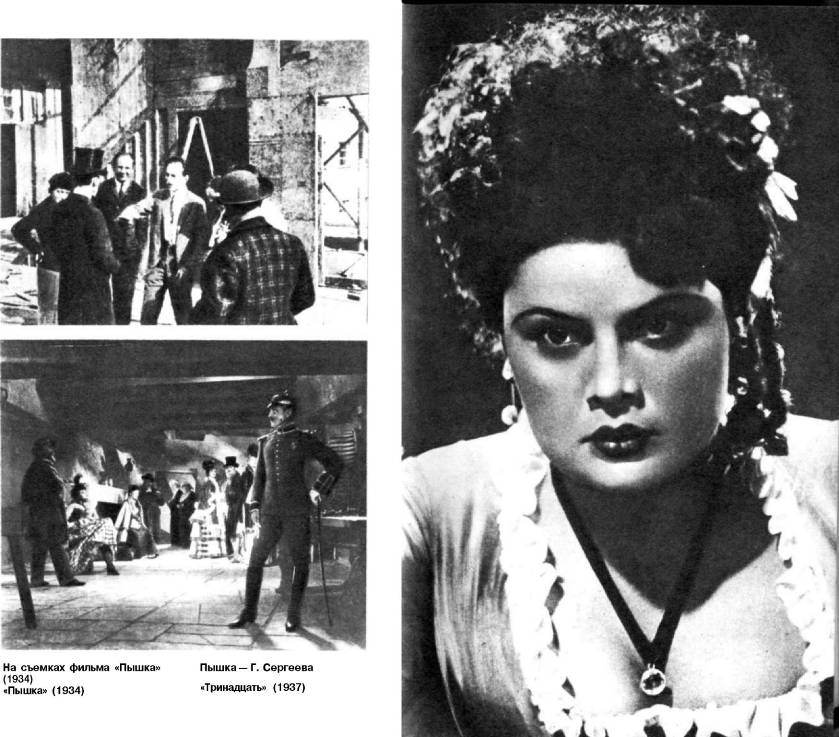 На съемках фильма «Пышка»
(1934)
«Пышка» (1934)
Пышка — Г. Сергеева
«Тринадцать» (1937)